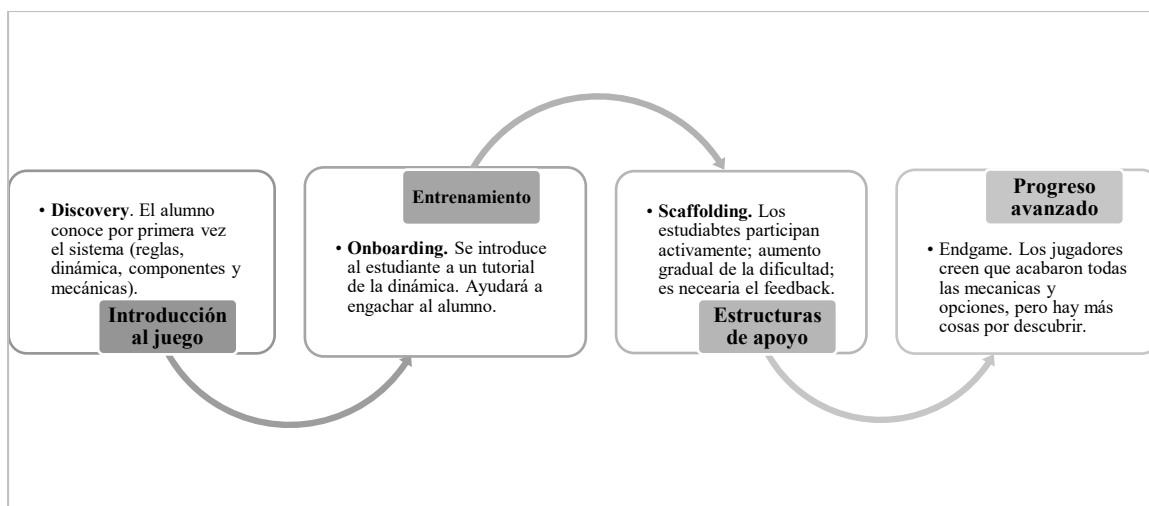 • Discovery. El alumno
conoce por primera vez
el sistema (reglas,
dinámica, componentes y
mecánicas).
Introducción
al juego
Entrenamiento
• Onboarding. Se introduce
al estudiante a un tutorial
de la dinámica. Ayudará a
engachar al alumno.
• Scaffolding. Los
estudiabtes participan
activamente; aumento
gradual de la dificultad;
es necearia el feedback.
Estructuras
de apoyo
Progreso
avanzado
• Endgame. Los jugadores
creen que acabaron todas
las mecanicas y
opciones, pero hay más
cosas por descubrir.